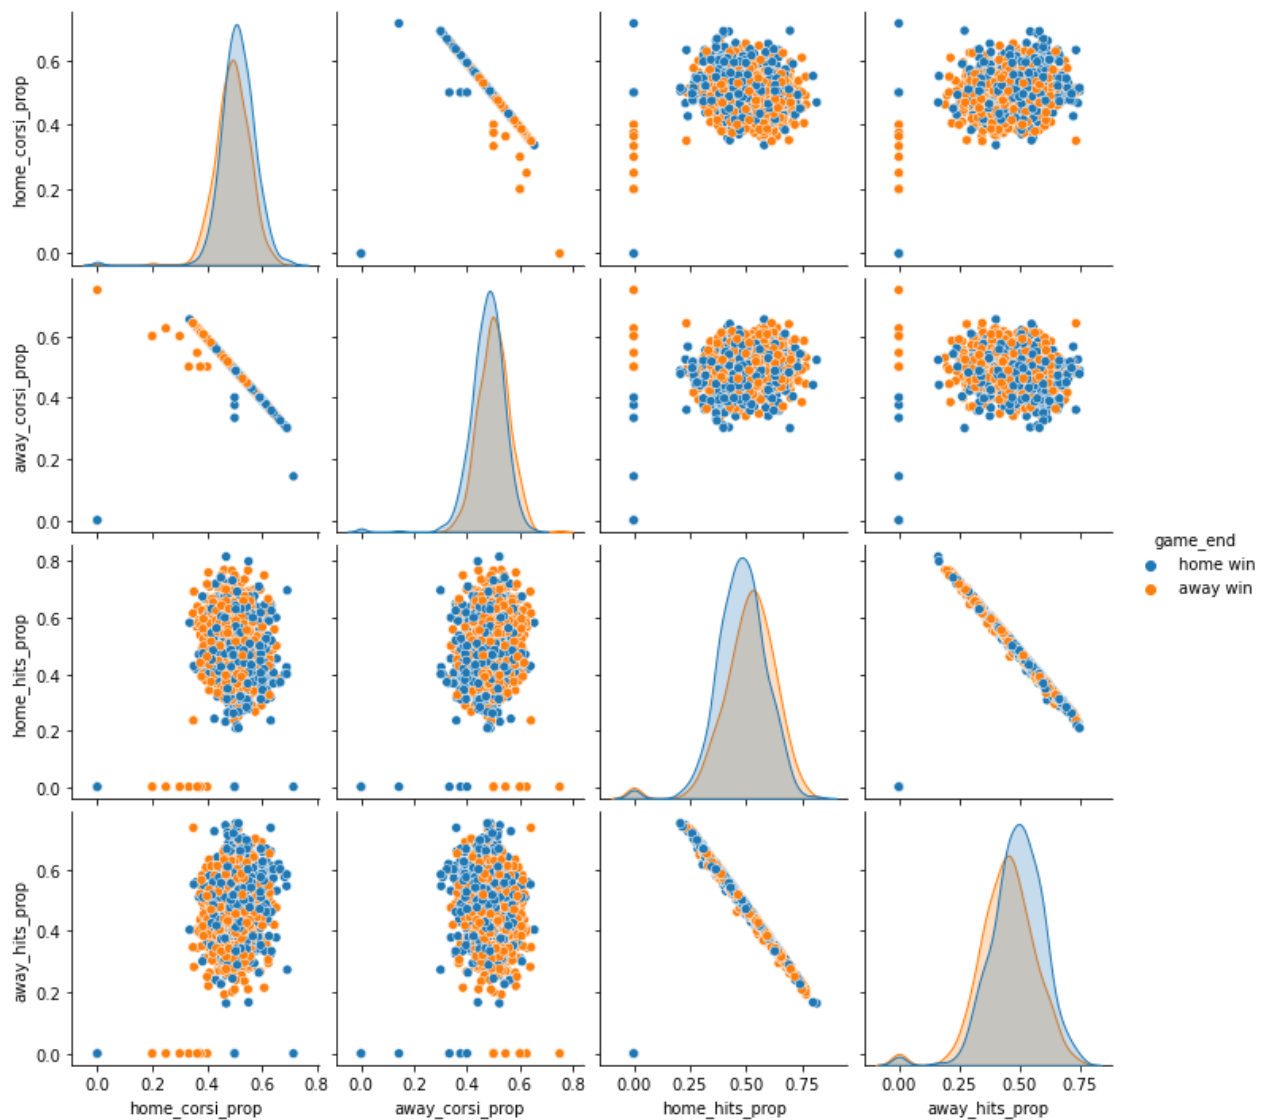 home_corsi_prop
0.6
0.4
0.2
0.0
away_corsi_prop
0.6
0.4
0.2
0.0
game_end
home win
away win
home_hits_prop
0.8
0.6
0.4
0.2
0.0
away_hits_prop
0.6
0.4
0.2
0.0
0.0 0.2 0.4 0.6 0.8
0.0 0.2 0.4 0.6 0.8
0.00 0.25 0.50 0.75
0.00 0.25 0.50 0.75
home_corsi_prop
away_corsi_prop
home_hits_prop
away_hits_prop